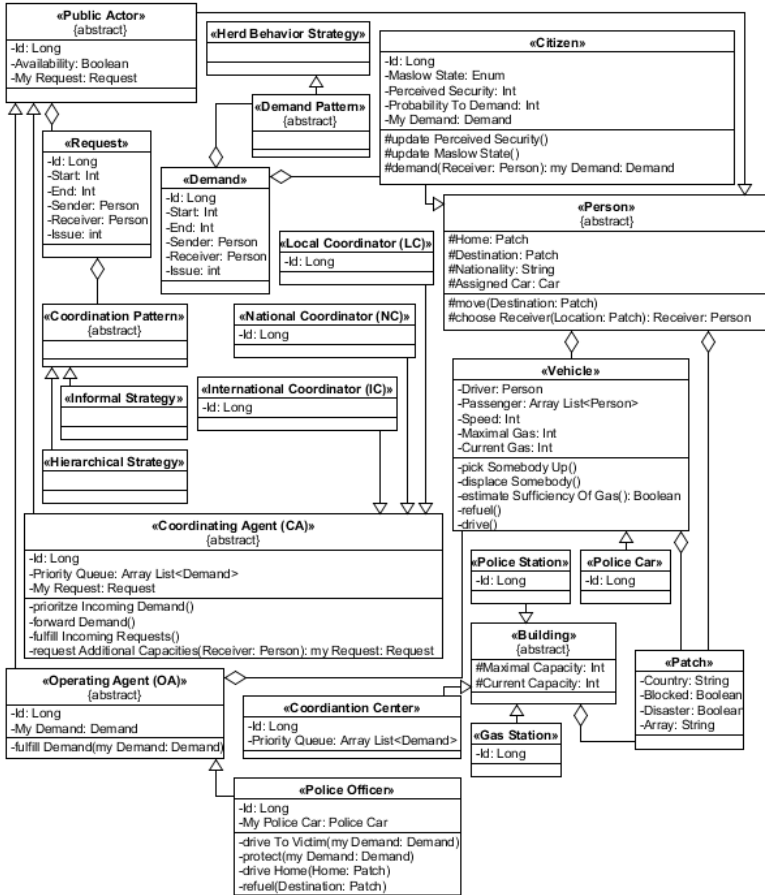 «Public Actor»
{abstract}
-Id: Long
-Availability: Boolean
-My Request: Request
«Herd Behavior Strategy»
«Citizen»
-Id: Long
-Maslow State: Enum
-Perceived Security: Int
-Probability To Demand: Int
-My Demand: Demand
#update Perceived Security()
#update Maslow State()
#demand(Receiver: Person): my Demand: Demand
«Demand Pattern»
{abstract}
«Request»
-Id: Long
-Start: Int
-End: Int
-Sender: Person
-Receiver: Person
-Issue: int
«Demand»
-Id: Long
-Start: Int
-End: Int
-Sender: Person
-Receiver: Person
-Issue: int
«Person»
{abstract}
#Home: Patch
#Destination: Patch
#Nationality: String
#Assigned Car: Car
#move(Destination: Patch)
#choose Receiver(Location: Patch): Receiver: Person
«Local Coordinator (LC)»
-Id: Long
«Coordination Pattern»
{abstract}
«National Coordinator (NC)»
-Id: Long
«Informal Strategy»
«International Coordinator (IC)»
-Id: Long
«Vehicle»
-Driver: Person
-Passenger: Array List<Person>
-Speed: Int
-Maximal Gas: Int
-Current Gas: Int
-pick Somebody Up()
-displace Somebody()
-estimate Sufficiency Of Gas(): Boolean
-refuel()
-drive()
«Hierarchical Strategy»
«Coordinating Agent (CA)»
{abstract}
-Id: Long
-Priority Queue: Array List<Demand>
-My Request: Request
-prioritze Incoming Demand()
-forward Demand()
-fulfill Incoming Requests()
-request Additional Capacities(Receiver: Person): my Request: Request
«Police Station»
-Id: Long
«Police Car»
-Id: Long
«Building»
{abstract}
#Maximal Capacity: Int
#Current Capacity: Int
«Patch»
-Country: String
-Blocked: Boolean
-Disaster: Boolean
-Array: String
«Operating Agent (OA)»
{abstract}
-Id: Long
-My Demand: Demand
-fulfill Demand(my Demand: Demand)
«Coordiantion Center»
-Id: Long
-Priority Queue: Array List<Demand>
«Gas Station»
-Id: Long
«Police Officer»
-Id: Long
-My Police Car: Police Car
-drive To Victim(my Demand: Demand)
-protect(my Demand: Demand)
-drive Home(Home: Patch)
-refuel(Destination: Patch)